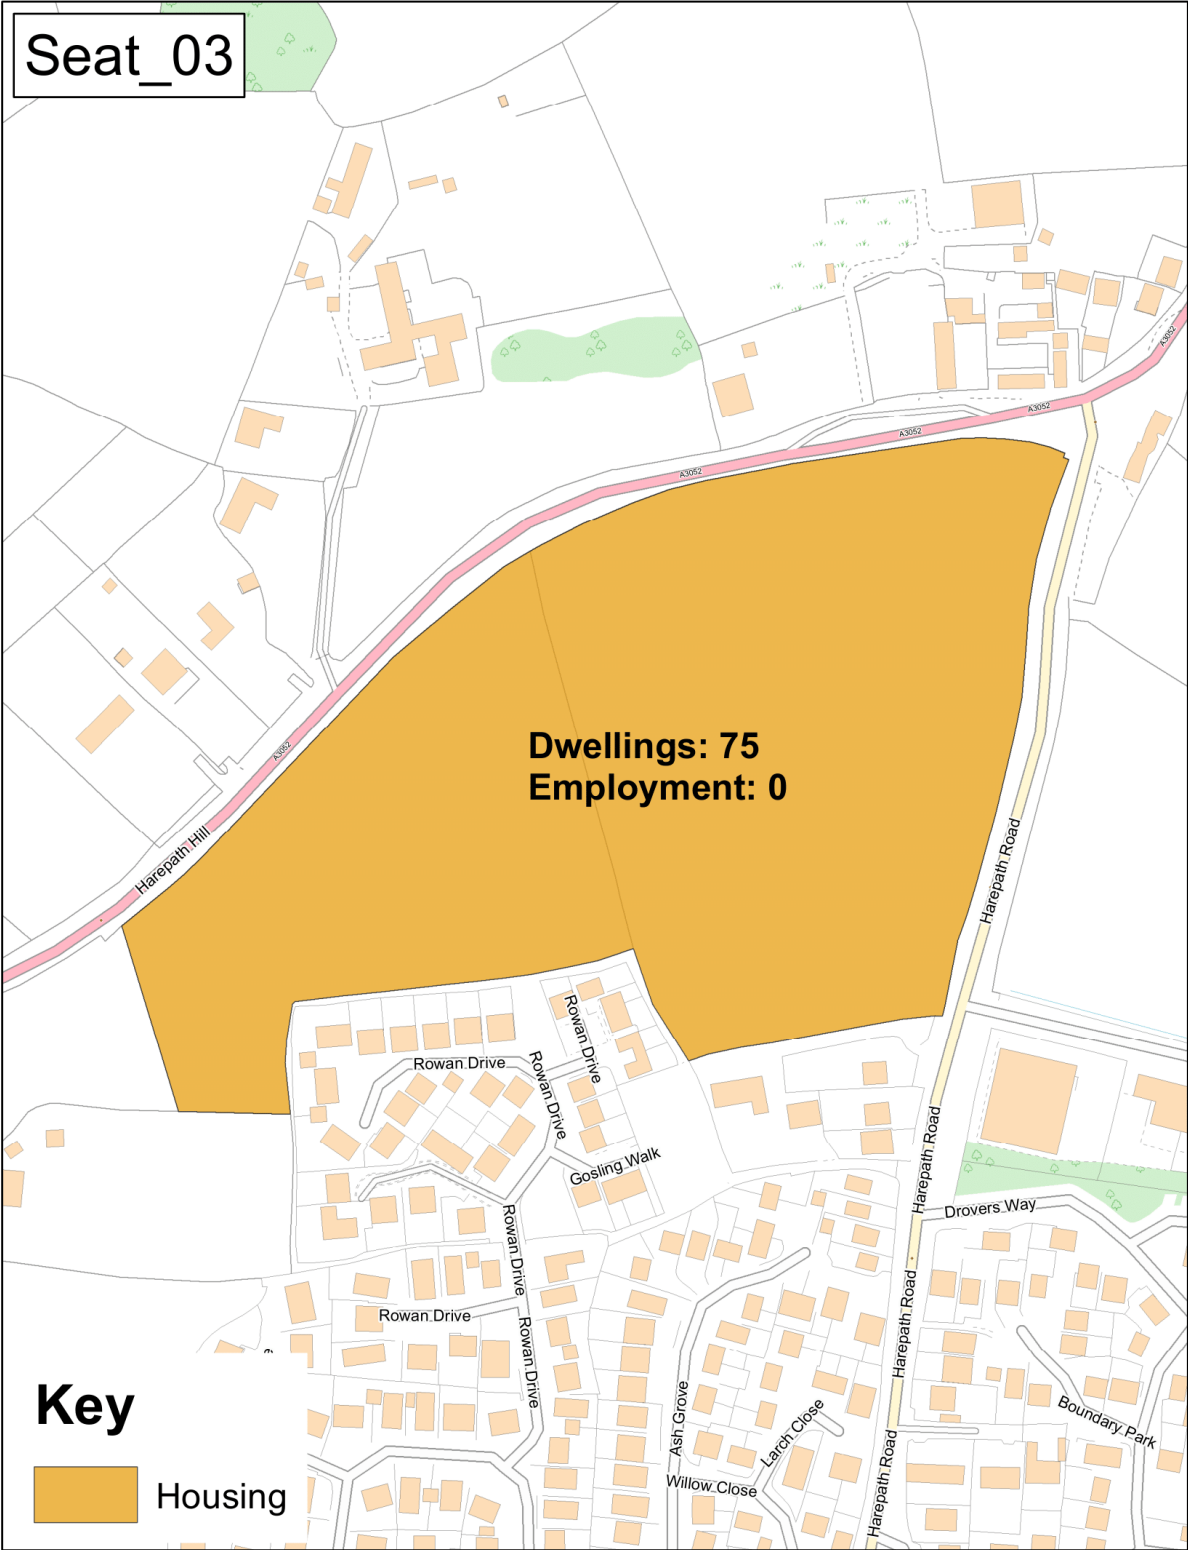 Seat_03
A3052
A3052
A3052
A3052
A3052
Dwellings: 75
Employment: 0
Harepath Hill
Harepath Road
Rowan Drive
Rowan Drive
Rowan Drive
Gosling Walk
Harepath Road
Drovers Way
Rowan Drive
Harepath Road
Rowan Drive
Rowan Drive
Ash Grove
Larch Close
Boundary Park
Willow Close
Harepath Road
Key
Housing